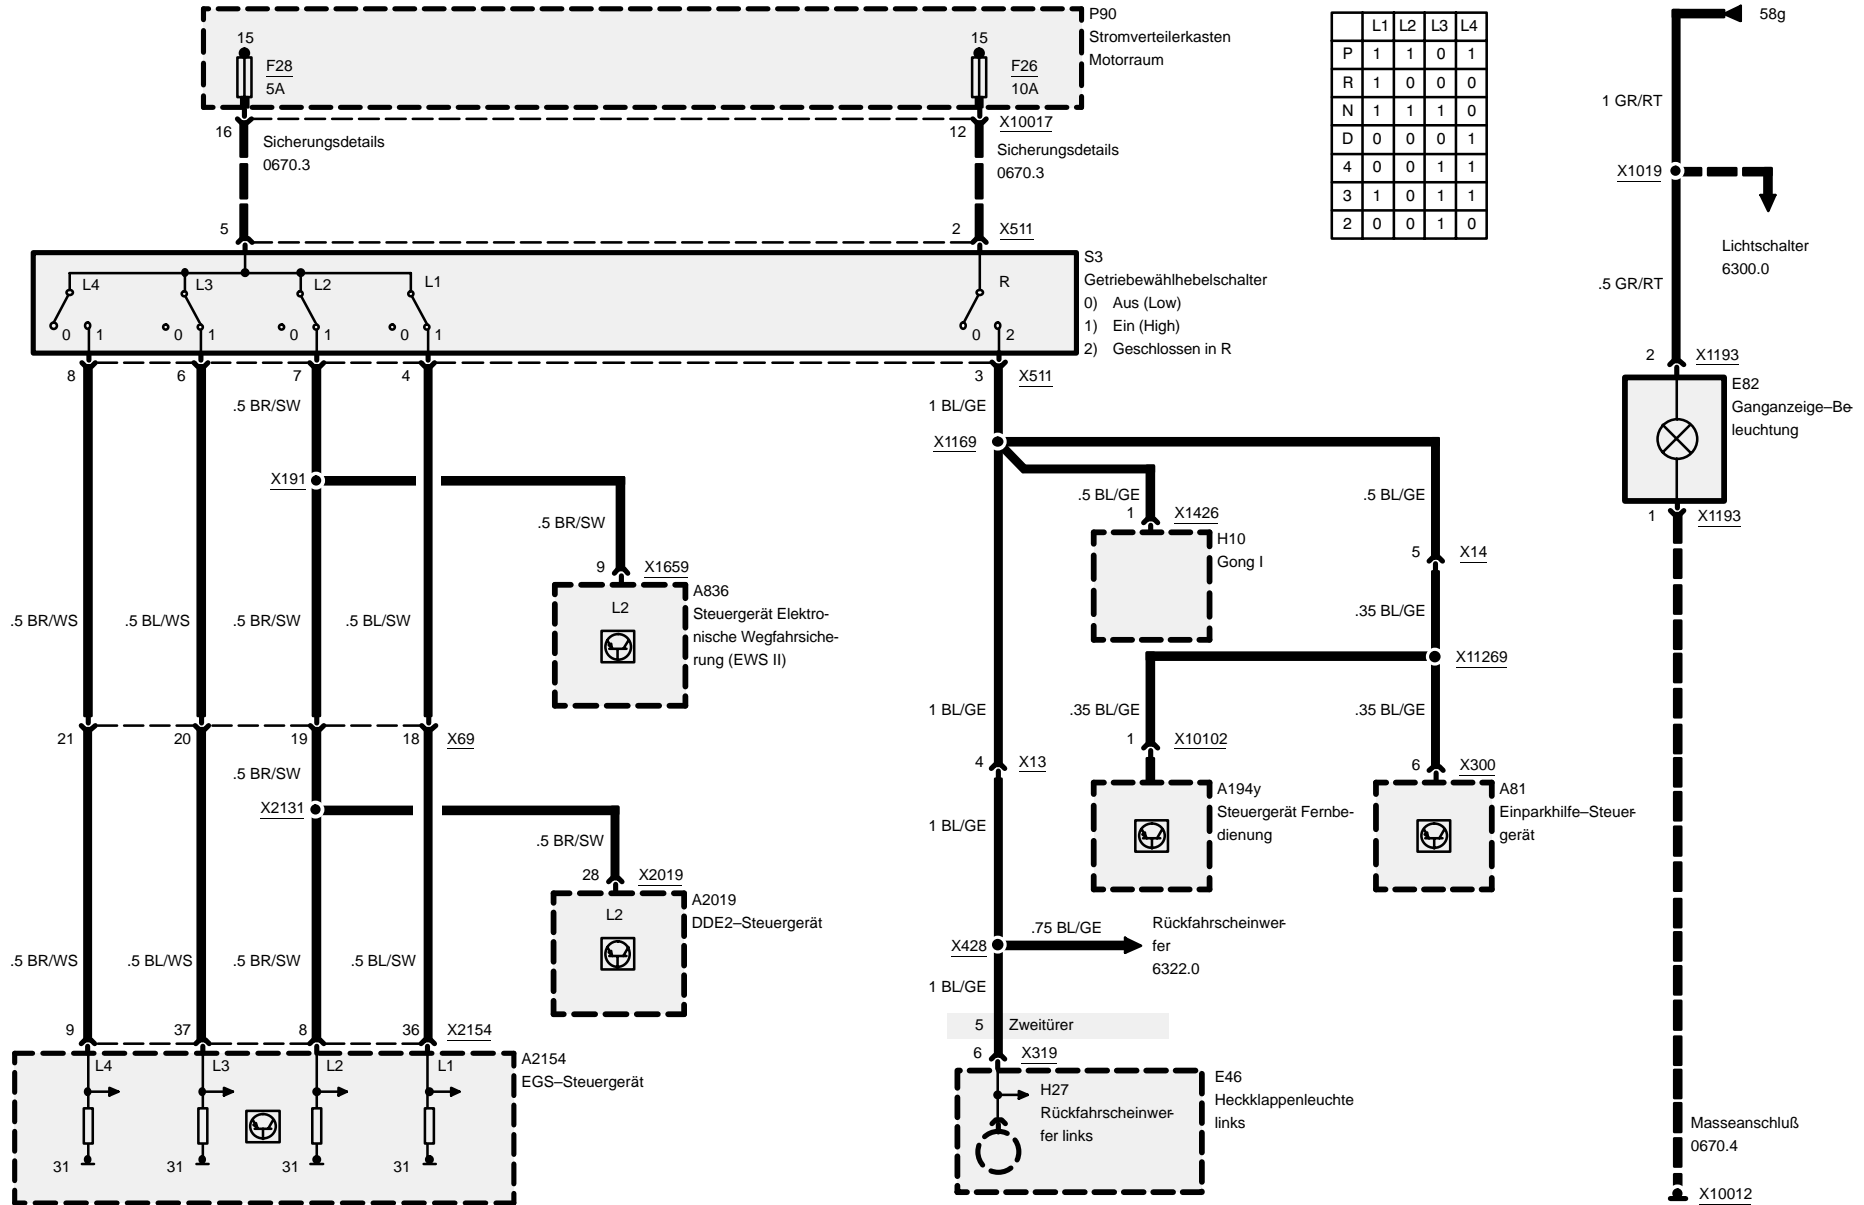 P90
Stromverteilerkasten
Motorraum
15
F28
5A
15
F26
10A
16
Sicherungsdetails
0670.3
12
X10017
Sicherungsdetails
0670.3
5
2
X511
L1 L2 L3 L4
P 1 1 0 1
R 1 0 0 0
N 1 1 1 0
D 0 0 0 1
4 0 0 1 1
3 1 0 1 1
2 0 0 1 0
58g
1 GR/RT
X1019
Lichtschalter
6300.0
.5 GR/RT
2
X1193
E82
Ganganzeige–Be-
leuchtung
1
X1193
Masseanschluß
0670.4
X10012
S3
Getriebewählhebelschalter
0) Aus (Low)
1) Ein (High)
2) Geschlossen in R
L4
L3
L2
L1
R
0 1
0 1
0 1
0 1
0 2
8
6
7
4
3
X511
.5 BR/SW
1 BL/GE
X191
.5 BR/SW
9
X1659
A836
L2
Steuergerät Elektro-
nische Wegfahrsiche-
rung (EWS II)
.5 BR/WS
.5 BL/WS
.5 BR/SW
.5 BL/SW
21
20
19
18
X69
.5 BR/SW
X2131
.5 BR/SW
28
X2019
A2019
L2
DDE2–Steuergerät
.5 BR/WS
.5 BL/WS
.5 BR/SW
.5 BL/SW
9
37
8
36
X2154
A2154
EGS–Steuergerät
L4
L3
L2
L1
31
31
31
31
X1169
.5 BL/GE
1
X1426
H10
Gong I
.5 BL/GE
5
X14
.35 BL/GE
X11269
.35 BL/GE
1
X10102
A194y
Steuergerät Fernbe-
dienung
.35 BL/GE
6
X300
A81
Einparkhilfe–Steuer-
gerät
1 BL/GE
4
X13
1 BL/GE
X428
.75 BL/GE
Rückfahrscheinwer-
fer
6322.0
1 BL/GE
5 Zweitürer
6
X319
E46
Heckklappenleuchte
links
H27
Rückfahrscheinwer-
fer links